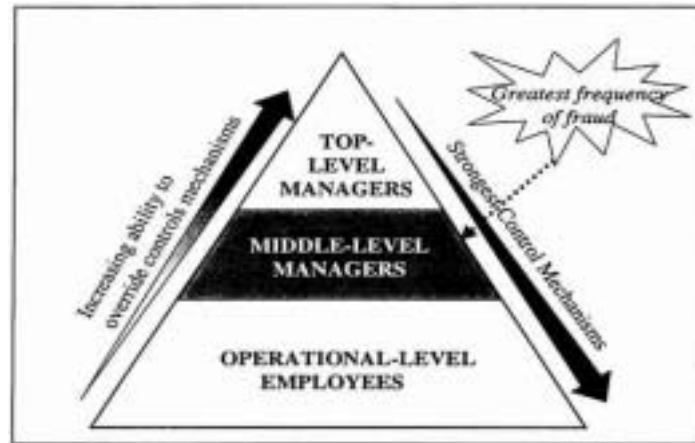 Greatest frequency
of fraud
Increasing ability to
override controls mechanisms
TOP-
LEVEL
MANAGERS
Strongest Control Mechanisms
MIDDLE-LEVEL
MANAGERS
OPERATIONAL-LEVEL
EMPLOYEES